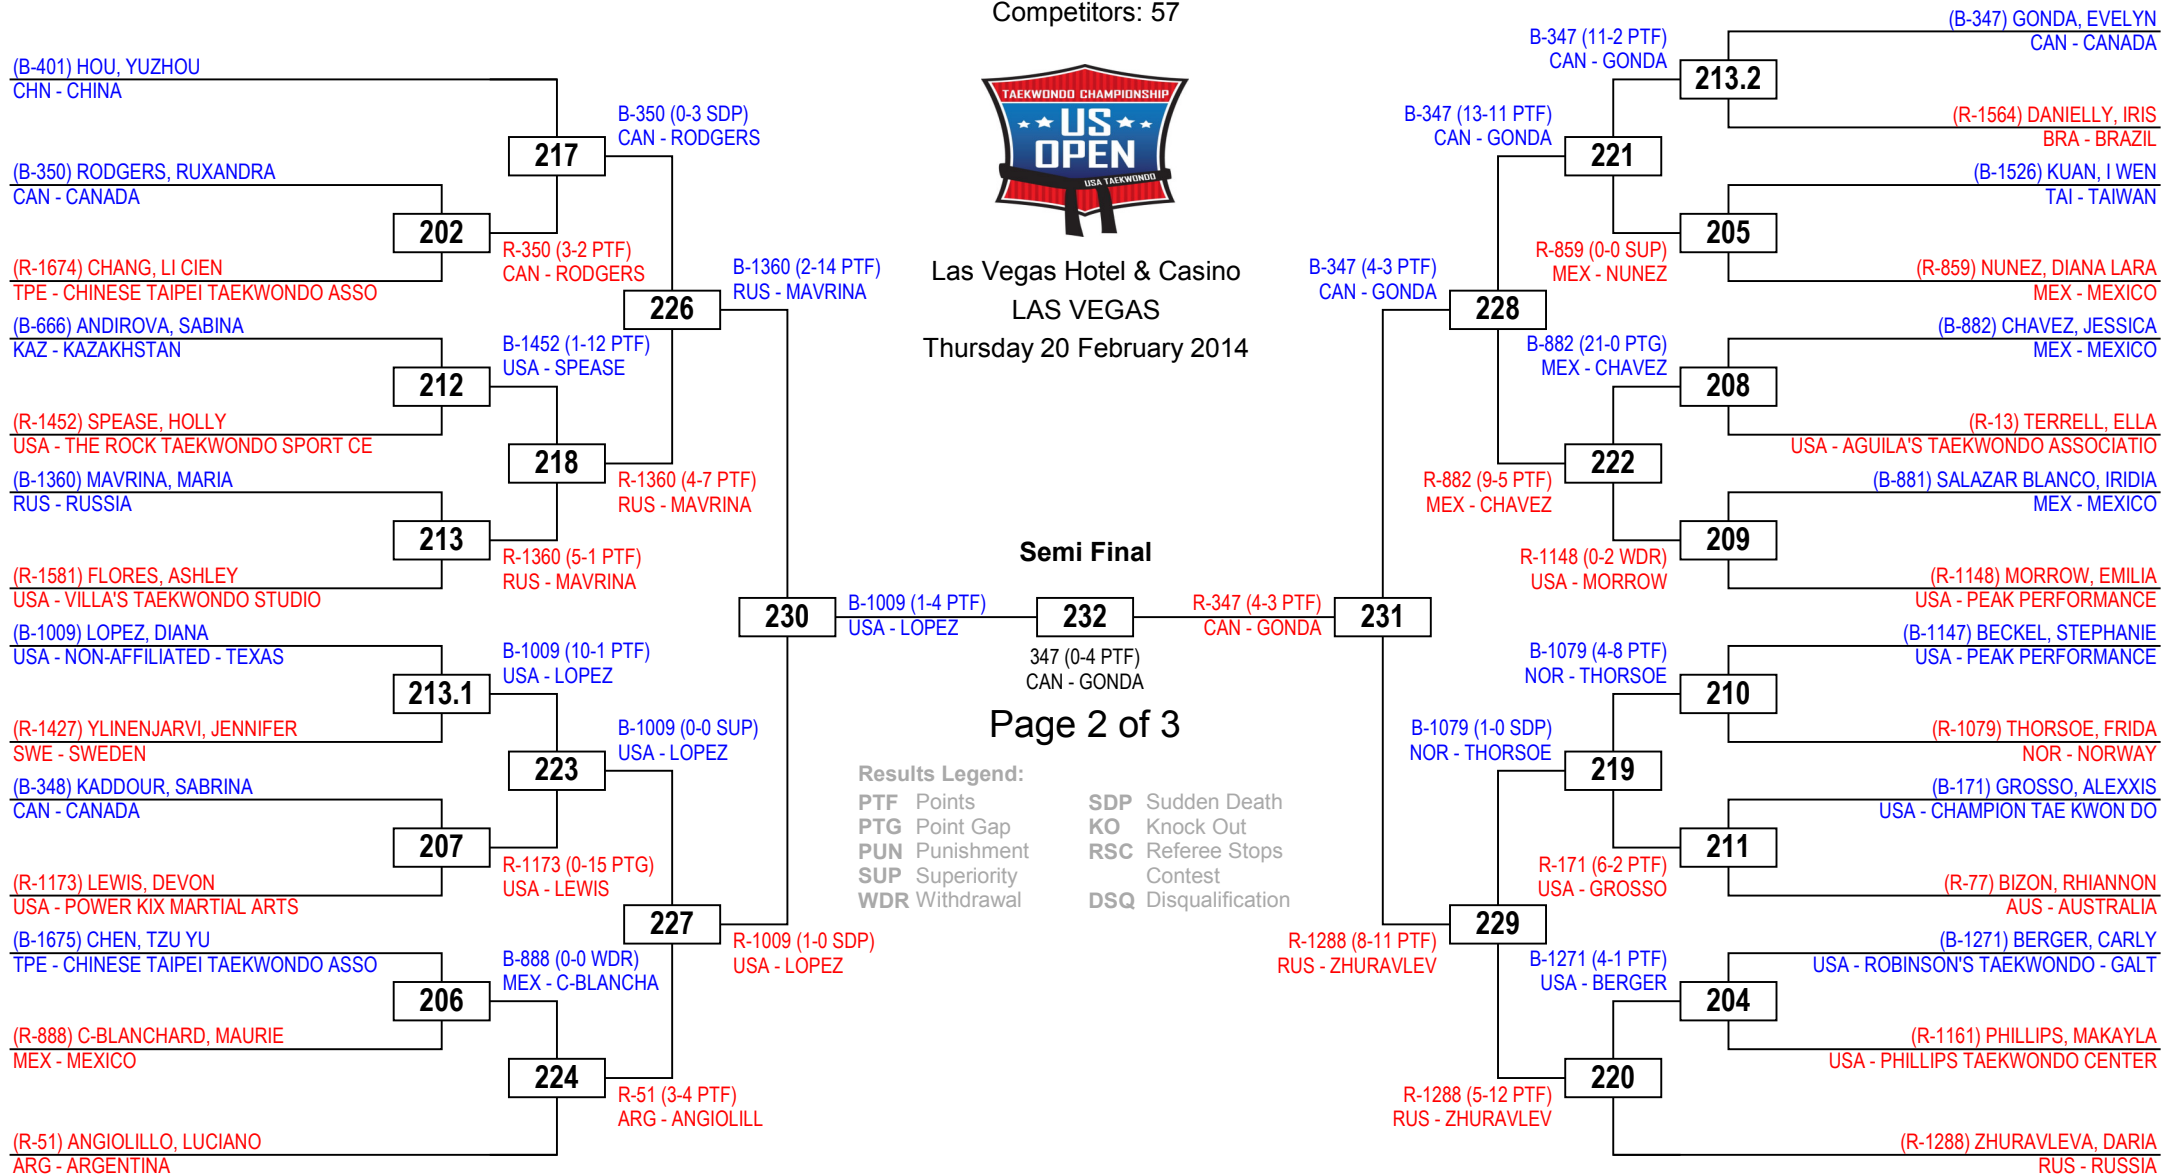 Competitors: 57
TAEKWONDO CHAMPIONSHIP
US
OPEN
USA TAEKWONDO
Las Vegas Hotel & Casino
LAS VEGAS
Thursday 20 February 2014
(B-401) HOU, YUZHOU
CHN - CHINA
(B-350) RODGERS, RUXANDRA
CAN - CANADA
(R-1674) CHANG, LI CIEN
TPE - CHINESE TAIPEI TAEKWONDO ASSO
(B-666) ANDIROVA, SABINA
KAZ - KAZAKHSTAN
(R-1452) SPEASE, HOLLY
USA - THE ROCK TAEKWONDO SPORT CE
(B-1360) MAVRINA, MARIA
RUS - RUSSIA
(R-1581) FLORES, ASHLEY
USA - VILLA'S TAEKWONDO STUDIO
(B-1009) LOPEZ, DIANA
USA - NON-AFFILIATED - TEXAS
(R-1427) YLINENJARVI, JENNIFER
SWE - SWEDEN
(B-348) KADDOUR, SABRINA
CAN - CANADA
(R-1173) LEWIS, DEVON
USA - POWER KIX MARTIAL ARTS
(B-1675) CHEN, TZU YU
TPE - CHINESE TAIPEI TAEKWONDO ASSO
(R-888) C-BLANCHARD, MAURIE
MEX - MEXICO
(R-51) ANGIOLILLO, LUCIANO
ARG - ARGENTINA
202
212
213
213.1
207
206
R-350 (3-2 PTF)
CAN - RODGERS
B-1452 (1-12 PTF)
USA - SPEASE
R-1360 (5-1 PTF)
RUS - MAVRINA
B-1009 (10-1 PTF)
USA - LOPEZ
R-1173 (0-15 PTG)
USA - LEWIS
B-888 (0-0 WDR)
MEX - C-BLANCHA
217
218
223
224
B-350 (0-3 SDP)
CAN - RODGERS
R-1360 (4-7 PTF)
RUS - MAVRINA
B-1009 (0-0 SUP)
USA - LOPEZ
R-51 (3-4 PTF)
ARG - ANGIOLILL
226
227
B-1360 (2-14 PTF)
RUS - MAVRINA
R-1009 (1-0 SDP)
USA - LOPEZ
230
B-1009 (1-4 PTF)
USA - LOPEZ
Semi Final
232
347 (0-4 PTF)
CAN - GONDA
Page 2 of 3
Results Legend:
PTF Points
PTG Point Gap
PUN Punishment
SUP Superiority
WDR Withdrawal
SDP Sudden Death
KO Knock Out
RSC Referee Stops
Contest
DSQ Disqualification
R-347 (4-3 PTF)
CAN - GONDA
231
B-347 (4-3 PTF)
CAN - GONDA
R-1288 (8-11 PTF)
RUS - ZHURAVLEV
228
229
B-347 (13-11 PTF)
CAN - GONDA
R-882 (9-5 PTF)
MEX - CHAVEZ
B-1079 (1-0 SDP)
NOR - THORSOE
R-1288 (5-12 PTF)
RUS - ZHURAVLEV
221
222
219
220
B-347 (11-2 PTF)
CAN - GONDA
R-859 (0-0 SUP)
MEX - NUNEZ
B-882 (21-0 PTG)
MEX - CHAVEZ
R-1148 (0-2 WDR)
USA - MORROW
B-1079 (4-8 PTF)
NOR - THORSOE
R-171 (6-2 PTF)
USA - GROSSO
B-1271 (4-1 PTF)
USA - BERGER
213.2
205
208
209
210
211
204
(B-347) GONDA, EVELYN
CAN - CANADA
(R-1564) DANIELLY, IRIS
BRA - BRAZIL
(B-1526) KUAN, I WEN
TAI - TAIWAN
(R-859) NUNEZ, DIANA LARA
MEX - MEXICO
(B-882) CHAVEZ, JESSICA
MEX - MEXICO
(R-13) TERRELL, ELLA
USA - AGUILA'S TAEKWONDO ASSOCIATIO
(B-881) SALAZAR BLANCO, IRIDIA
MEX - MEXICO
(R-1148) MORROW, EMILIA
USA - PEAK PERFORMANCE
(B-1147) BECKEL, STEPHANIE
USA - PEAK PERFORMANCE
(R-1079) THORSOE, FRIDA
NOR - NORWAY
(B-171) GROSSO, ALEXXIS
USA - CHAMPION TAE KWON DO
(R-77) BIZON, RHIANNON
AUS - AUSTRALIA
(B-1271) BERGER, CARLY
USA - ROBINSON'S TAEKWONDO - GALT
(R-1161) PHILLIPS, MAKAYLA
USA - PHILLIPS TAEKWONDO CENTER
(R-1288) ZHURAVLEVA, DARIA
RUS - RUSSIA